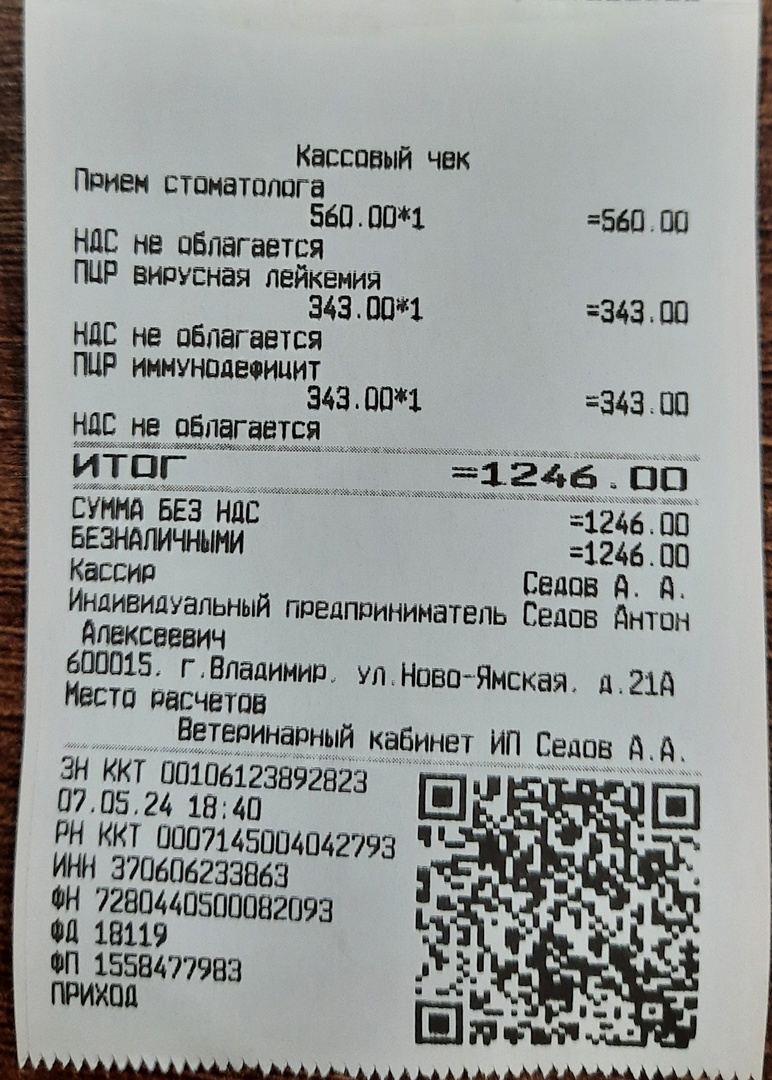 Кассовый чек
Прием стоматолога
560.00*1 =560.00
НДС не облагается
ПЦР вирусная лейкемия
343.00*1 =343.00
НДС не облагается
ПЦР иммунодефицит
343.00*1 =343.00
НДС не облагается
ИТОГ =1246.00
СУММА БЕЗ НДС =1246.00
БЕЗНАЛИЧНЫМИ =1246.00
Кассир Седов А. А.
Индивидуальный предприниматель Седов Антон
Алексеевич
600015, г.Владимир, ул.Ново-Ямская, д.21А
Место расчетов
Ветеринарный кабинет ИП Седов А.А.
ЗН ККТ 00106123892823
07.05.24 18:40
РН ККТ 0007145004042793
ИНН 370606233863
ФН 7280440500082093
ФД 18119
ФП 1558477983
ПРИХОД